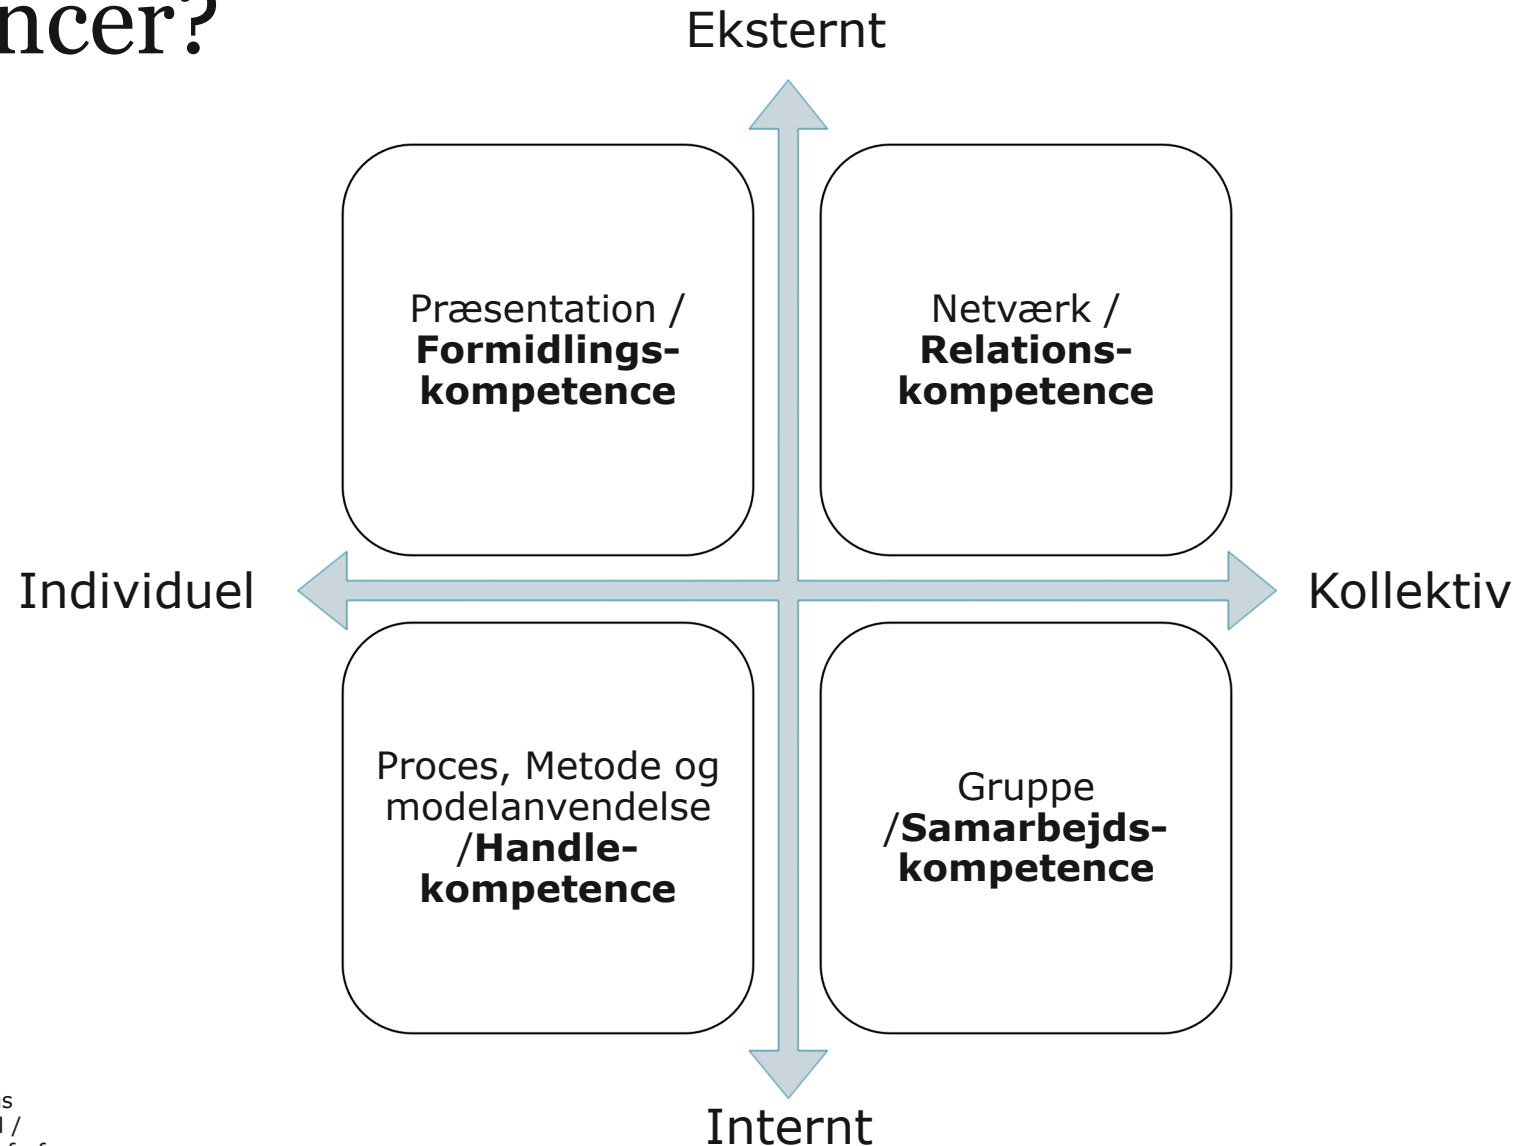 ncer?
Eksternt
Præsentation /
Formidlings-
kompetence
Netværk /
Relations-
kompetence
Individuel
Kollektiv
Proces, Metode og
modelanvendelse
/Handle-
kompetence
Gruppe
/Samarbejds-
kompetence
Internt